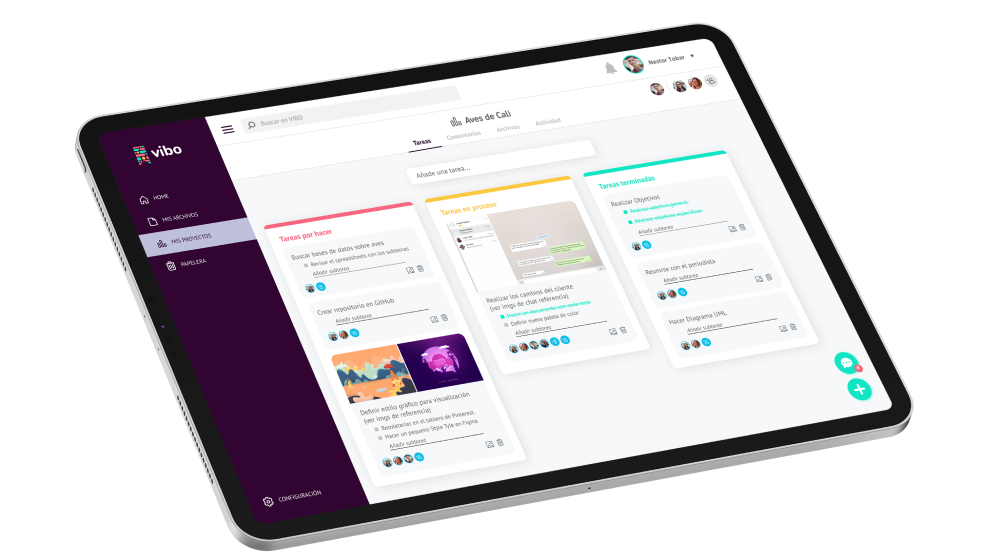 Nestor Tobar
Buscar en VIBO
vibo
Aves de Cali
Tareas
Comentarios
Archivos
Actividad
Añade una tarea...
HOME
MIS ARCHIVOS
MIS PROYECTOS
PAPELERA
CONFIGURACIÓN
Tareas por hacer
Buscar bases de datos sobre aves
Revisar el spreadsheets con los subtemas
Añadir subtarea
Crear repositorio en GitHub
Añadir subtarea
Definir estilo gráfico para visualización
(ver imgs de referencia)
Recoletarlas en el tablero de Pinterest
Hacer un pequeño Style Tyle en Figma
Añadir subtarea
Tareas en proceso
Realizar los cambios del cliente
(ver imgs de chat referencia)
Hacer un documento con cada error
Definir nueva paleta de color
Añadir subtarea
Tareas terminadas
Realizar Objetivos
Realizar objetivo general
Realizar objetivos específicos
Añadir subtarea
Reunirse con el periodista
Añadir subtarea
Hacer Diagrama UML
Añadir subtarea